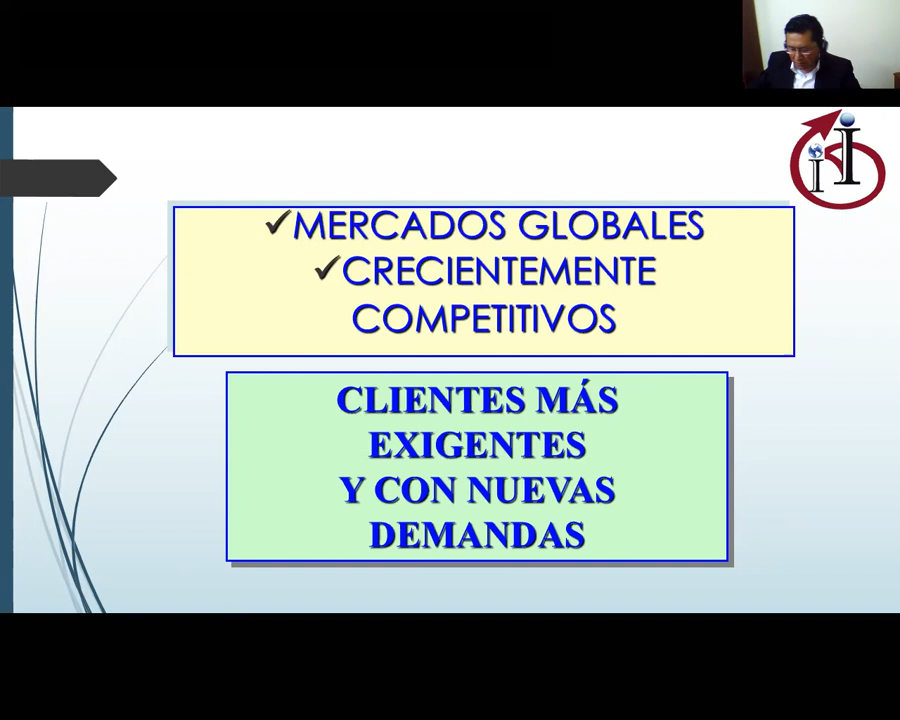 ✓MERCADOS GLOBALES
✓CRECIENTEMENTE
COMPETITIVOS
CLIENTES MÁS
EXIGENTES
Y CON NUEVAS
DEMANDAS